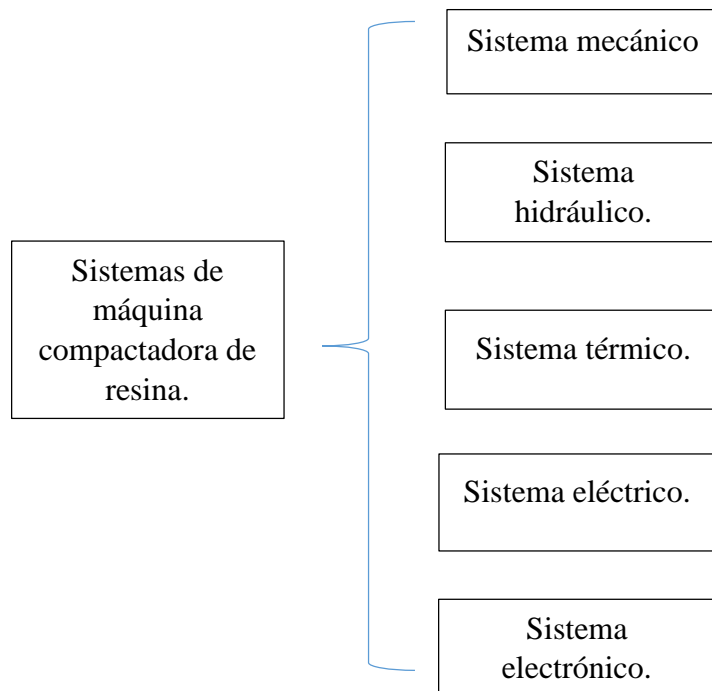 Sistemas de
máquina
compactadora de
resina.
Sistema mecánico
Sistema
hidráulico.
Sistema térmico.
Sistema eléctrico.
Sistema
electrónico.